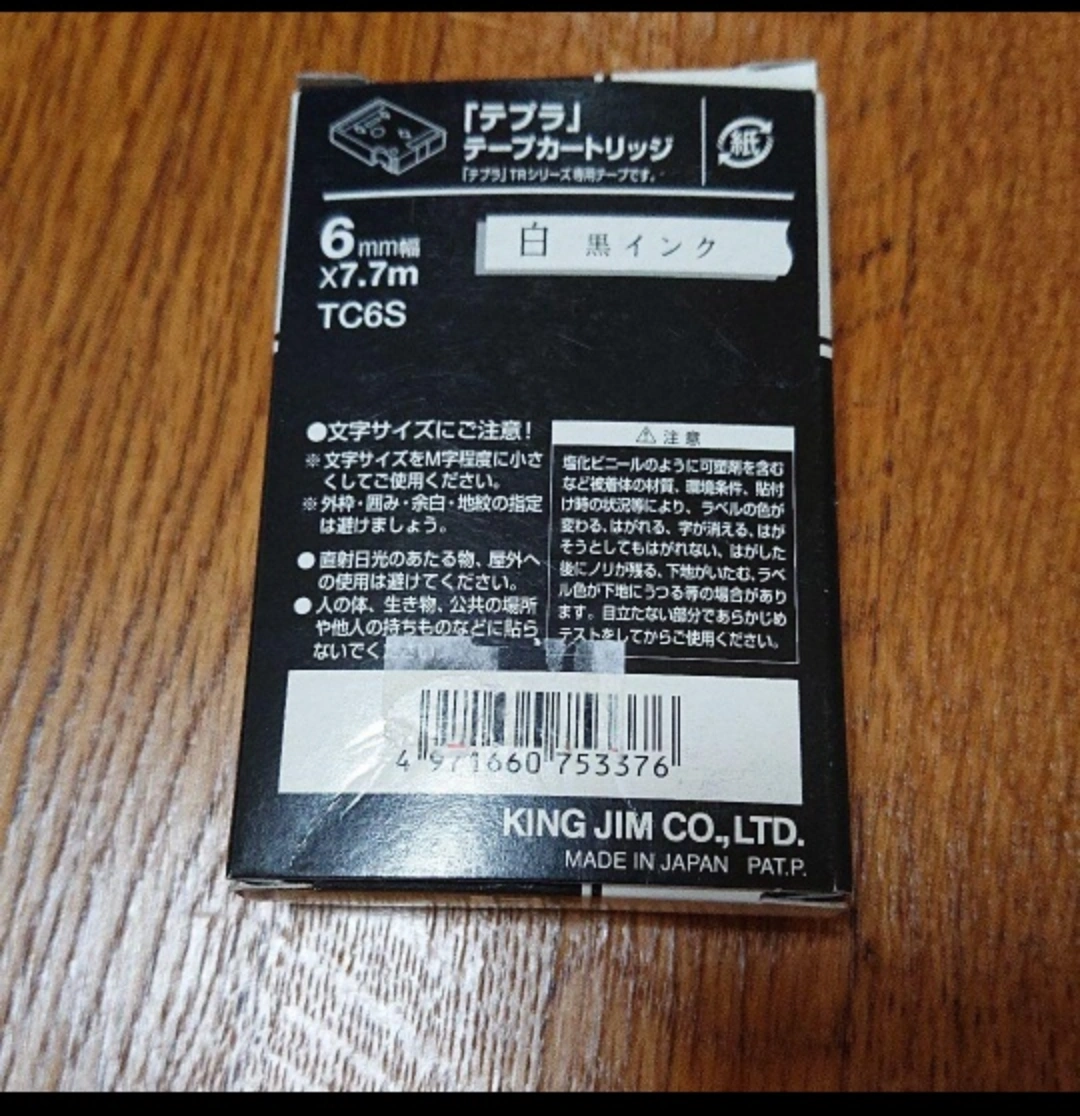 「テプラ」
テープカートリッジ
「テプラ」TRシリーズ専用テープです。
紙
6mm幅
X7.7m
TC6S
白 黒インク
●文字サイズにご注意!
※文字サイズをM字程度に小さ
くしてご使用ください。
※外枠・囲み・余白・地紋の指定
は避けましょう。
●直射日光のあたる物、屋外へ
の使用は避けてください。
●人の体、生き物、公共の場所
や他人の持ちものなどに貼ら
ないでく
⚠注意
塩化ビニールのように可塑剤を含む
など被着体の材質、環境条件、貼付
け時の状況等により、ラベルの色が
変わる、はがれる、字が消える、はが
そうとしてもはがれない、はがした
後にノリが残る、下地がいたむ、ラベ
ル色が下地にうつる等の場合があり
ます。目立たない部分であらかじめ
テストをしてからご使用ください。
4 971660 753376
KING JIM CO.,LTD.
MADE IN JAPAN PAT.P.